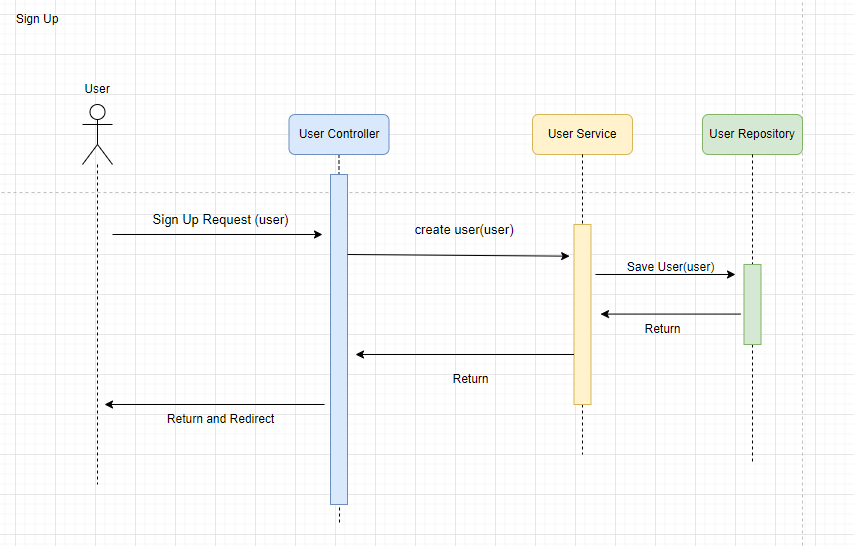 Sign Up
User
User Controller
User Service
User Repository
Sign Up Request (user)
create user(user)
Save User(user)
Return
Return
Return and Redirect